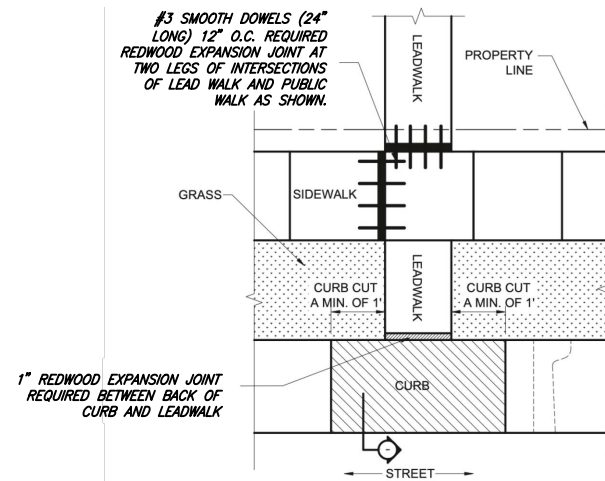 #3 SMOOTH DOWELS (24"
LONG) 12" O.C. REQUIRED
REDWOOD EXPANSION JOINT AT
TWO LEGS OF INTERSECTIONS
OF LEAD WALK AND PUBLIC
WALK AS SHOWN.
LEADWALK
PROPERTY
LINE
GRASS
SIDEWALK
LEADWALK
CURB CUT
A MIN. OF 1'
CURB CUT
A MIN. OF 1'
1" REDWOOD EXPANSION JOINT
REQUIRED BETWEEN BACK OF
CURB AND LEADWALK
CURB
STREET